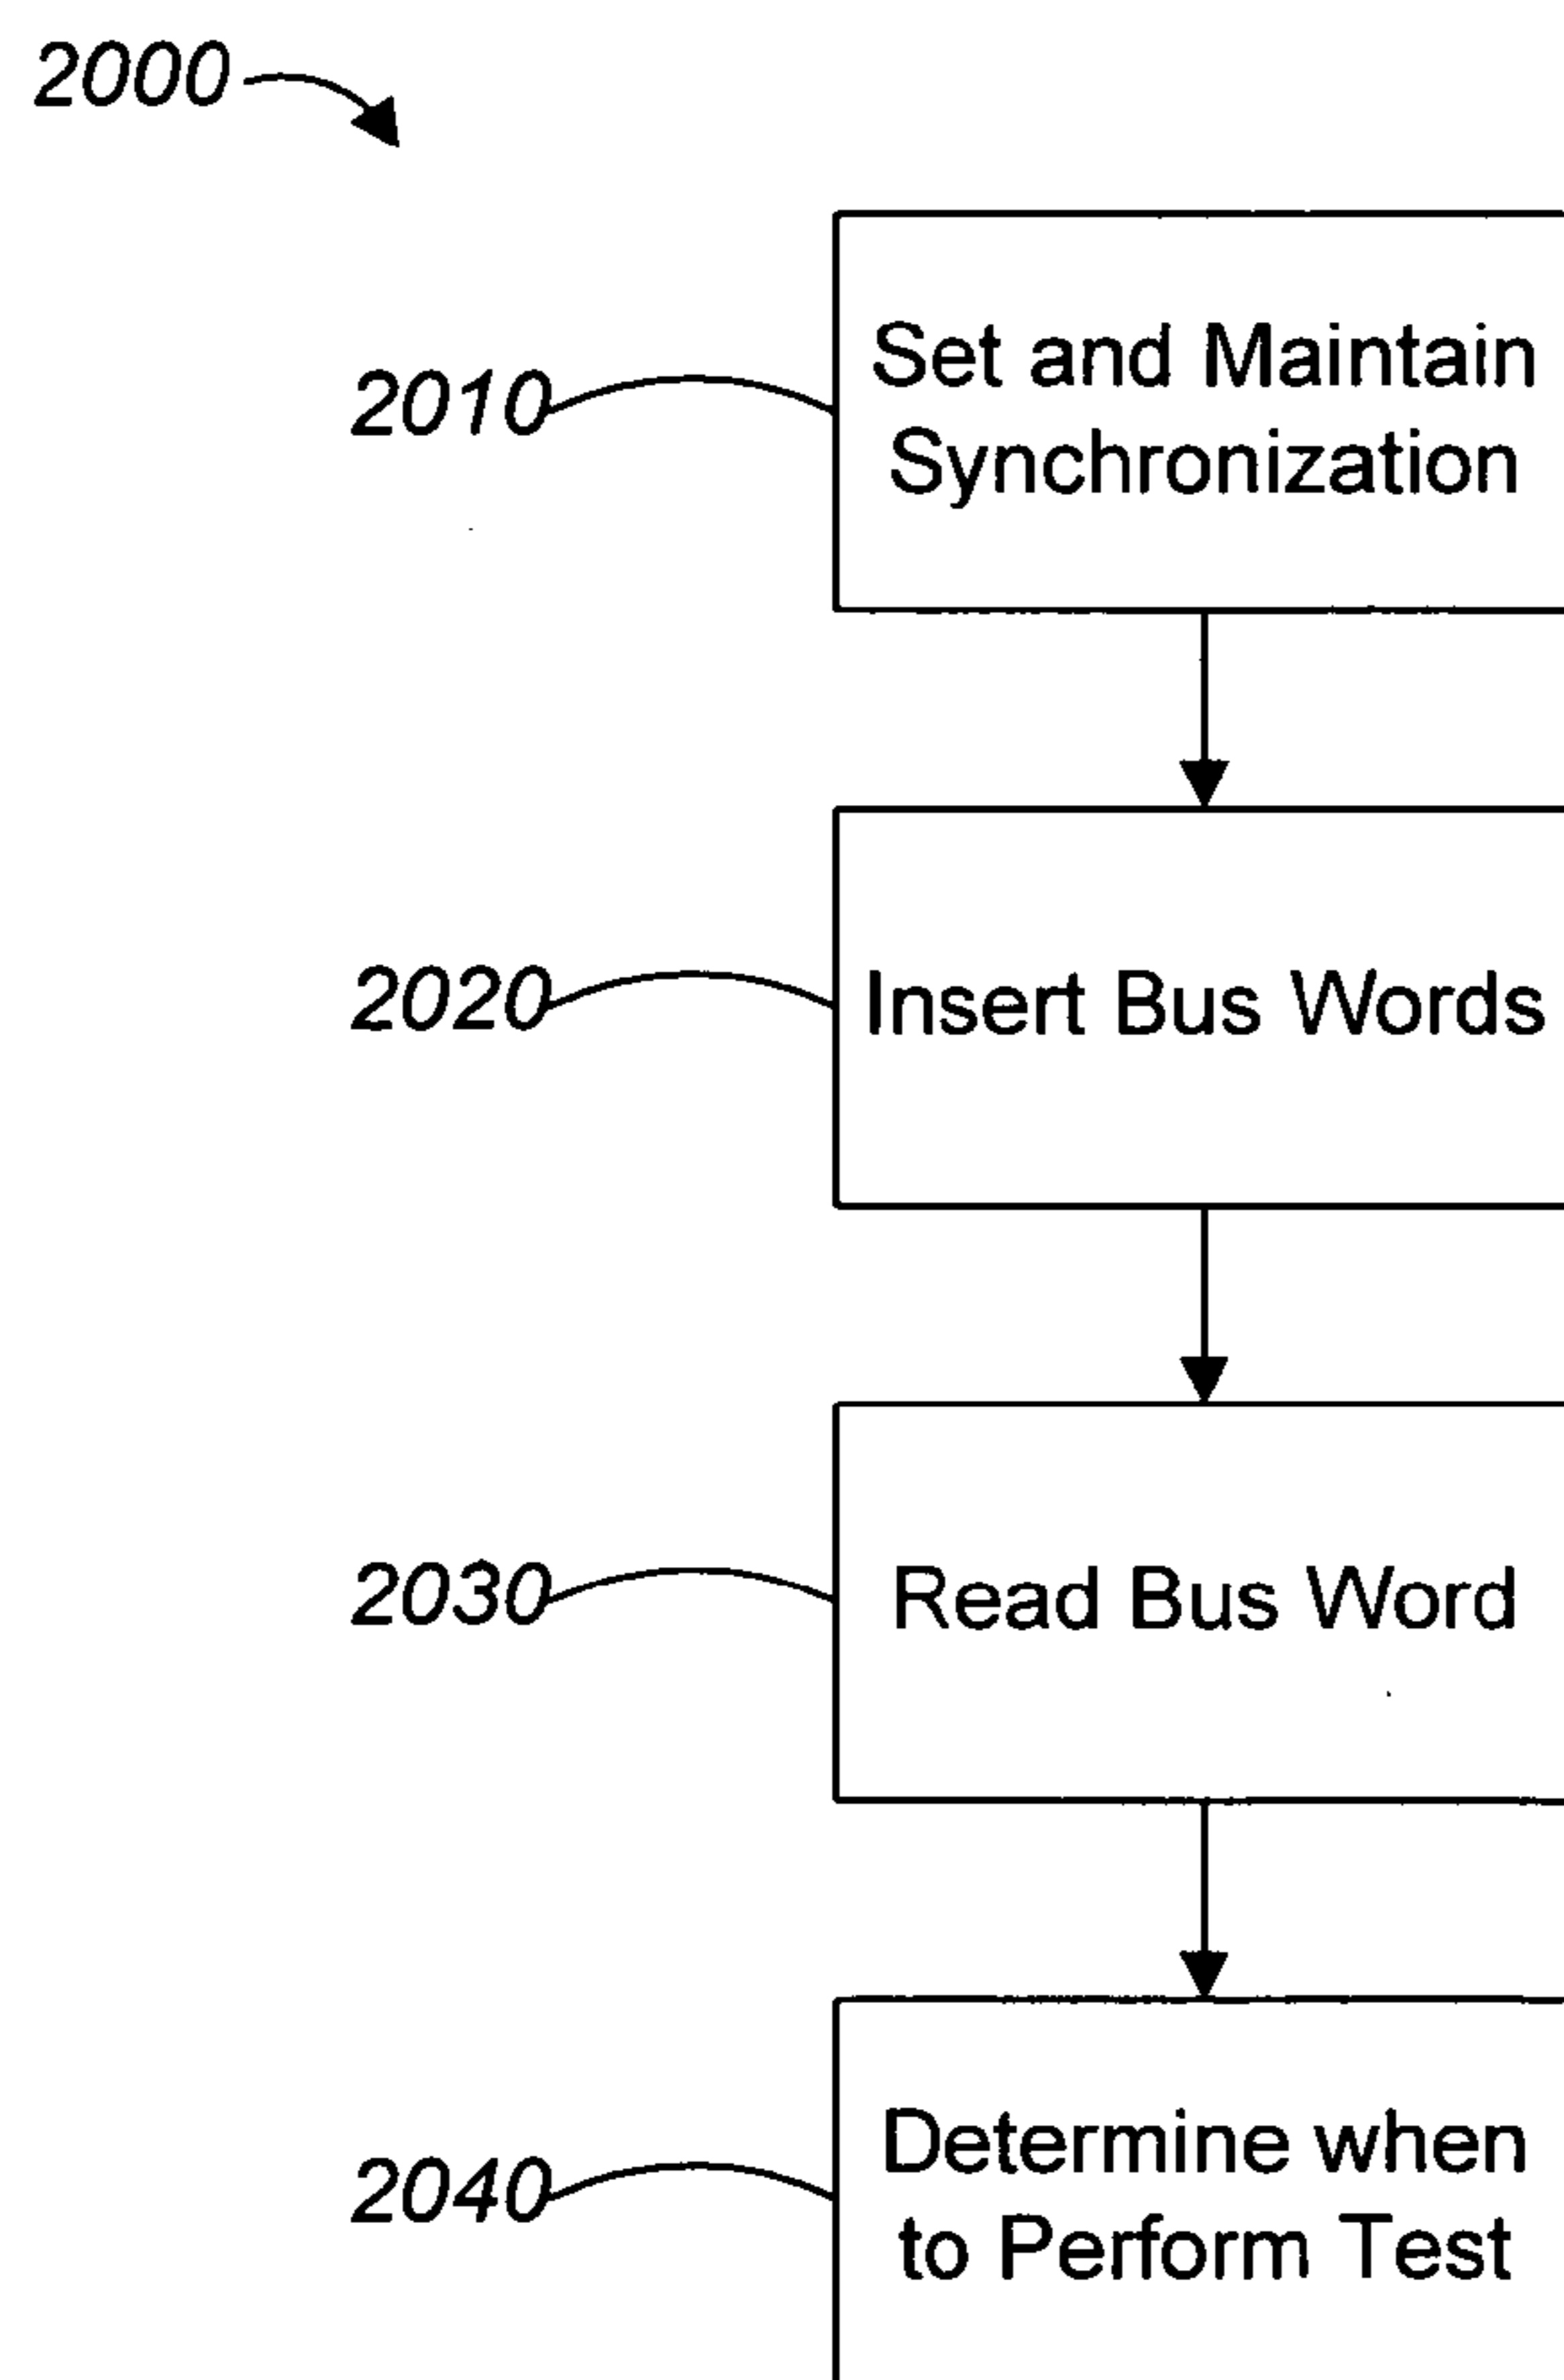 2000
2010
Set and Maintain
Synchronization
2020
Insert Bus Words
2030
Read Bus Word
2040
Determine when
to Perform Test